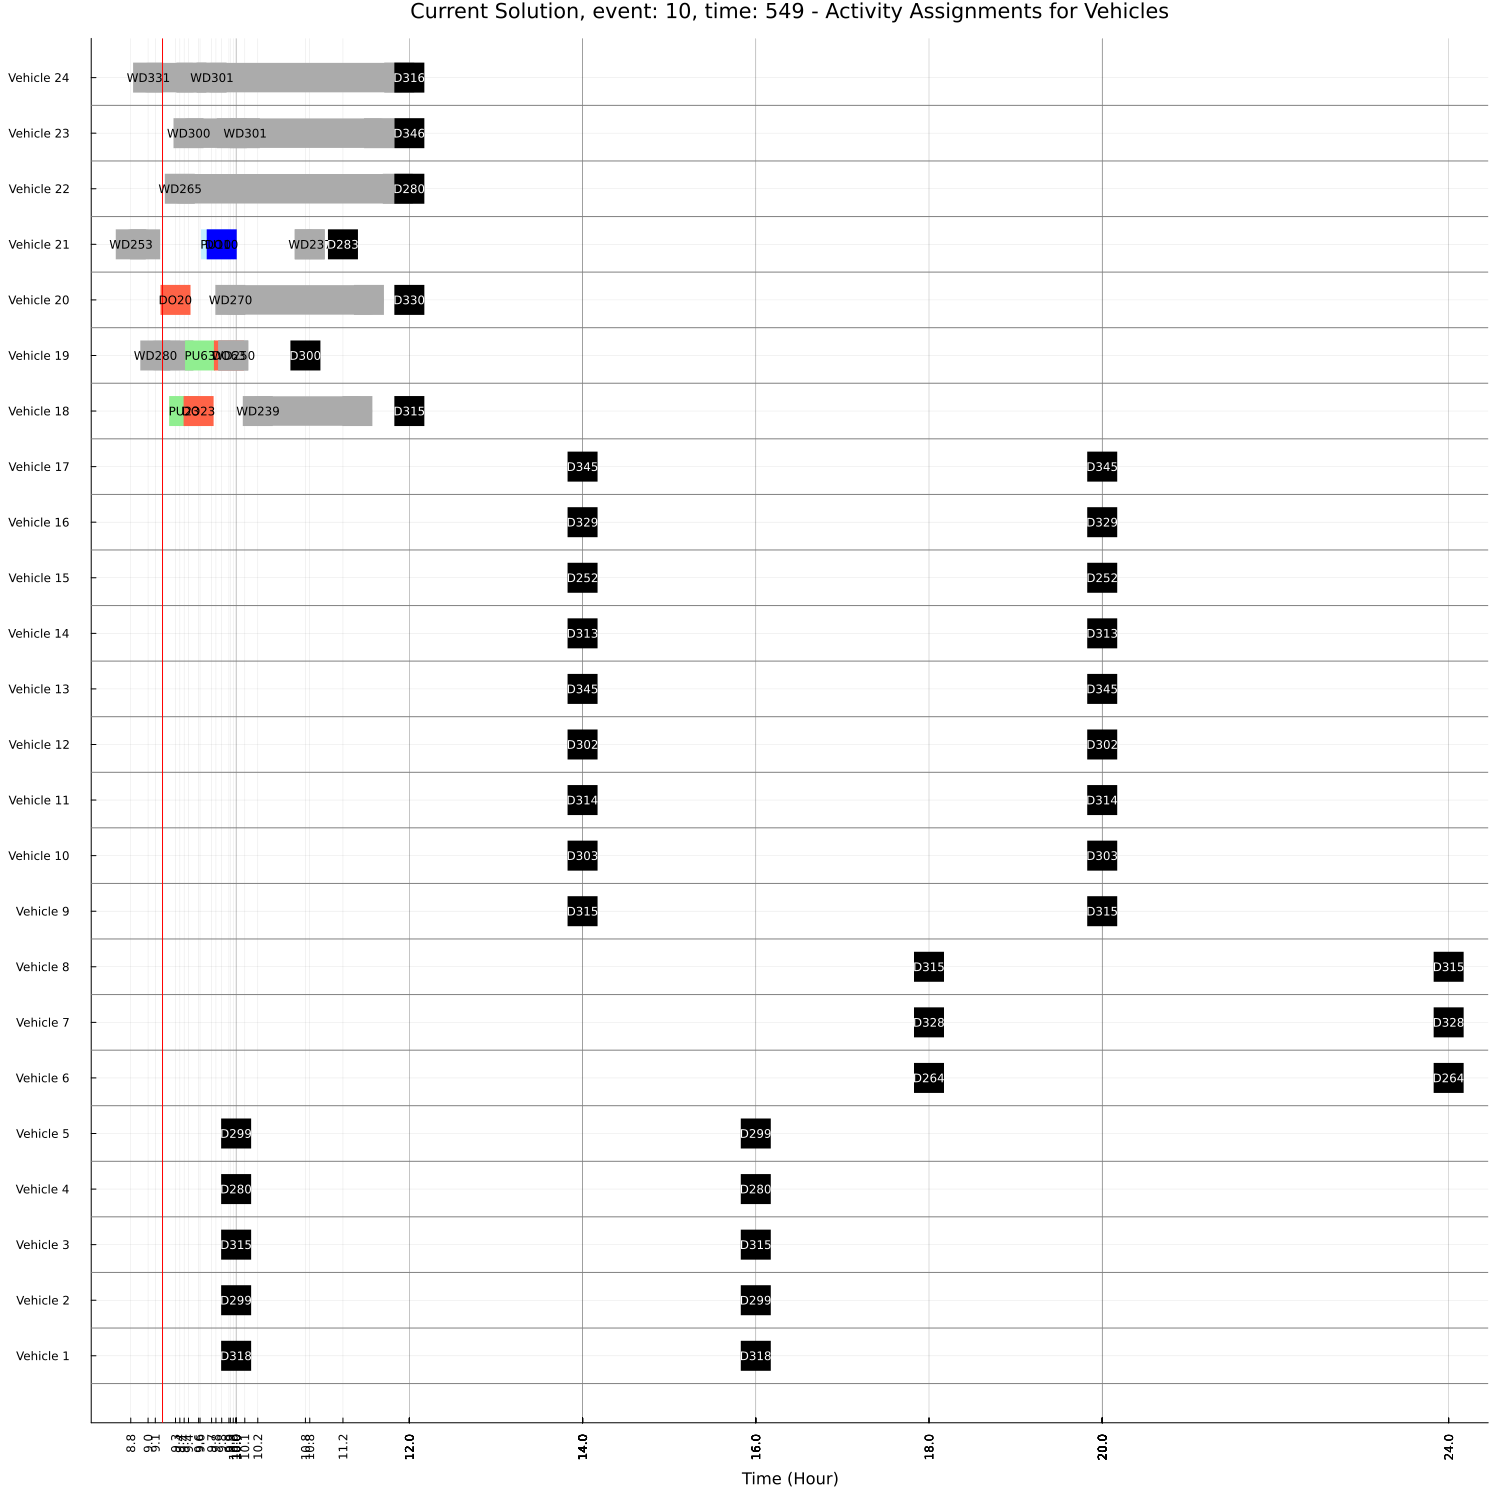 Current Solution, event: 10, time: 549 - Activity Assignments for Vehicles
Vehicle 24 WD331 WD301 D316
Vehicle 23 WD300 WD301 D346
Vehicle 22 WD265 D280
Vehicle 21 WD253 WD237 D283
Vehicle 20 DO20 WD270 D330
Vehicle 19 WD280 PU63 WD250 D300
Vehicle 18 PU23 DO23 WD239 D315
Vehicle 17 D345 D345
Vehicle 16 D329 D329
Vehicle 15 D252 D252
Vehicle 14 D313 D313
Vehicle 13 D345 D345
Vehicle 12 D302 D302
Vehicle 11 D314 D314
Vehicle 10 D303 D303
Vehicle 9 D315 D315
Vehicle 8 D315 D315
Vehicle 7 D328 D328
Vehicle 6 D264 D264
Vehicle 5 D299 D299
Vehicle 4 D280 D280
Vehicle 3 D315 D315
Vehicle 2 D299 D299
Vehicle 1 D318 D318
8.8 9.0 9.1 9.4 10.1 10.2 10.8 11.2 12.0 14.0 16.0 18.0 20.0 24.0
Time (Hour)